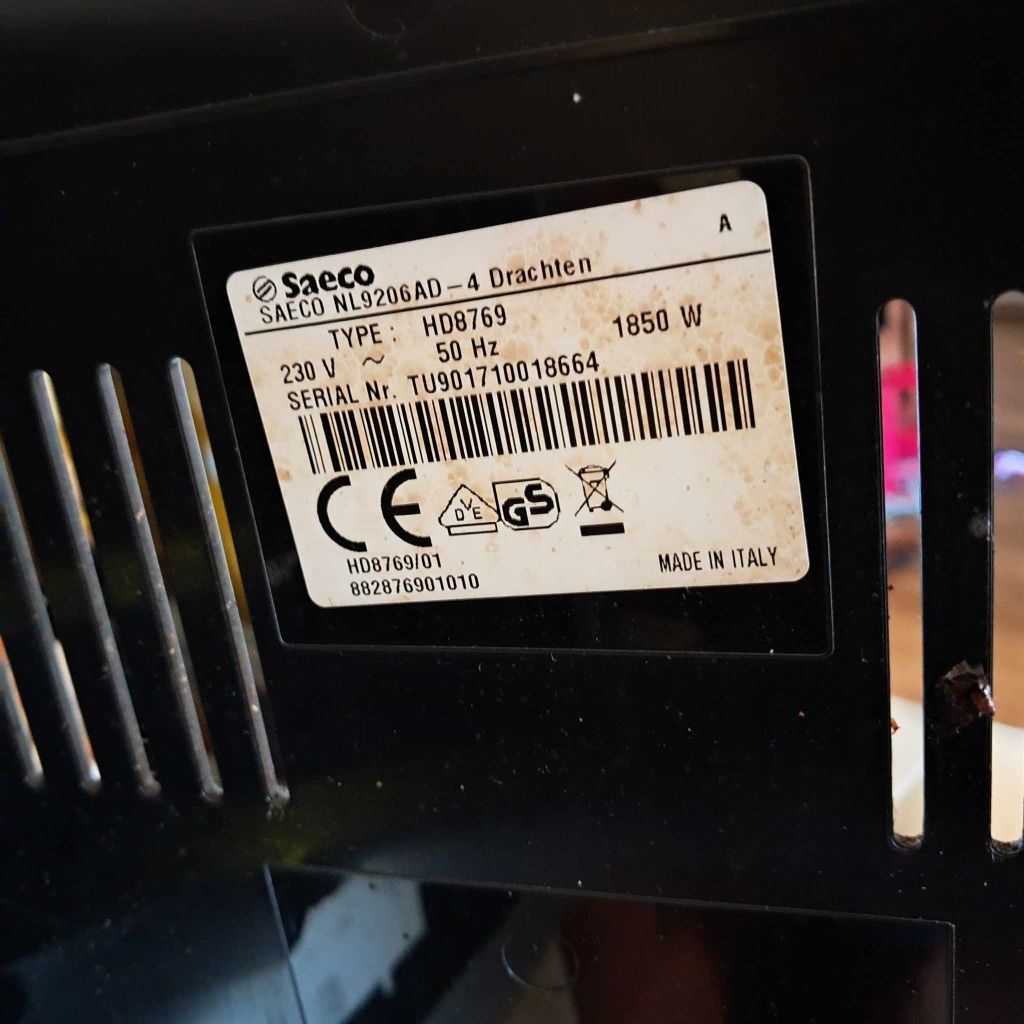 A
Saeco
SAECO NL9206AD-4 Drachten
TYPE: HD8769 1850 W
230 V ~ 50 Hz
SERIAL Nr. TU901710018664
CE DVE GS
HD8769/01
882876901010
MADE IN ITALY